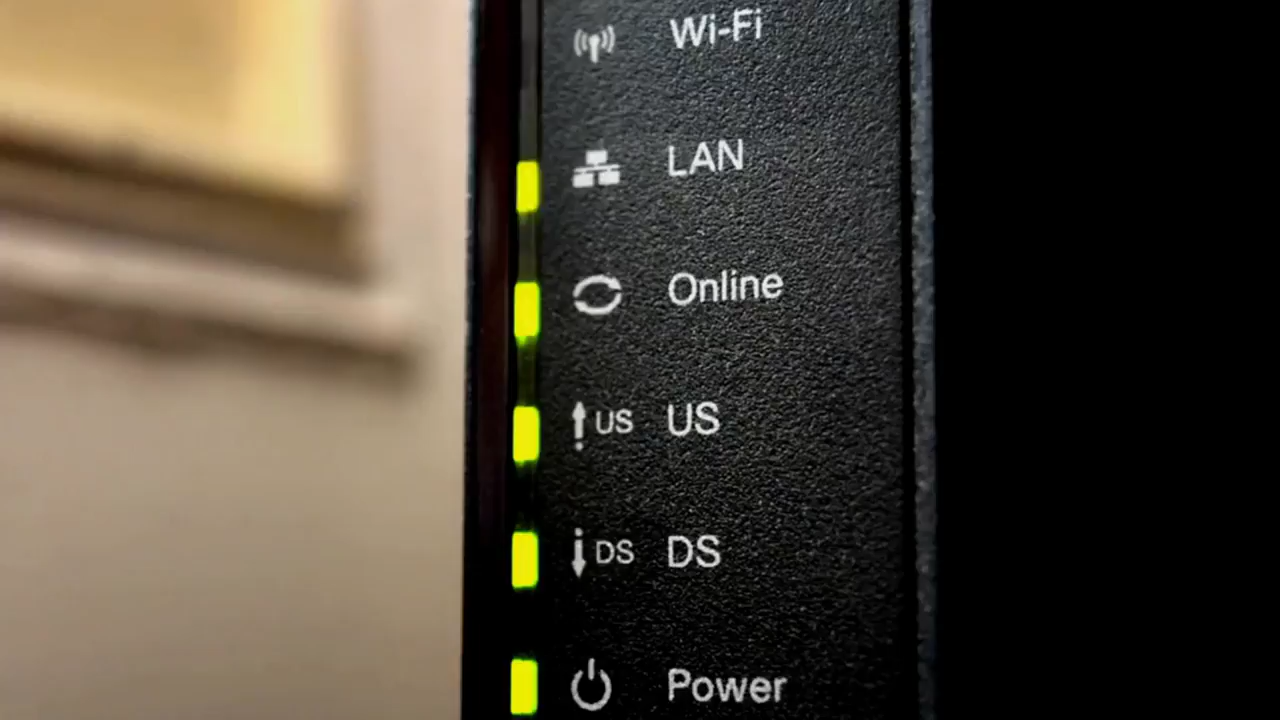 Wi-Fi
LAN
Online
US US
DS DS
Power